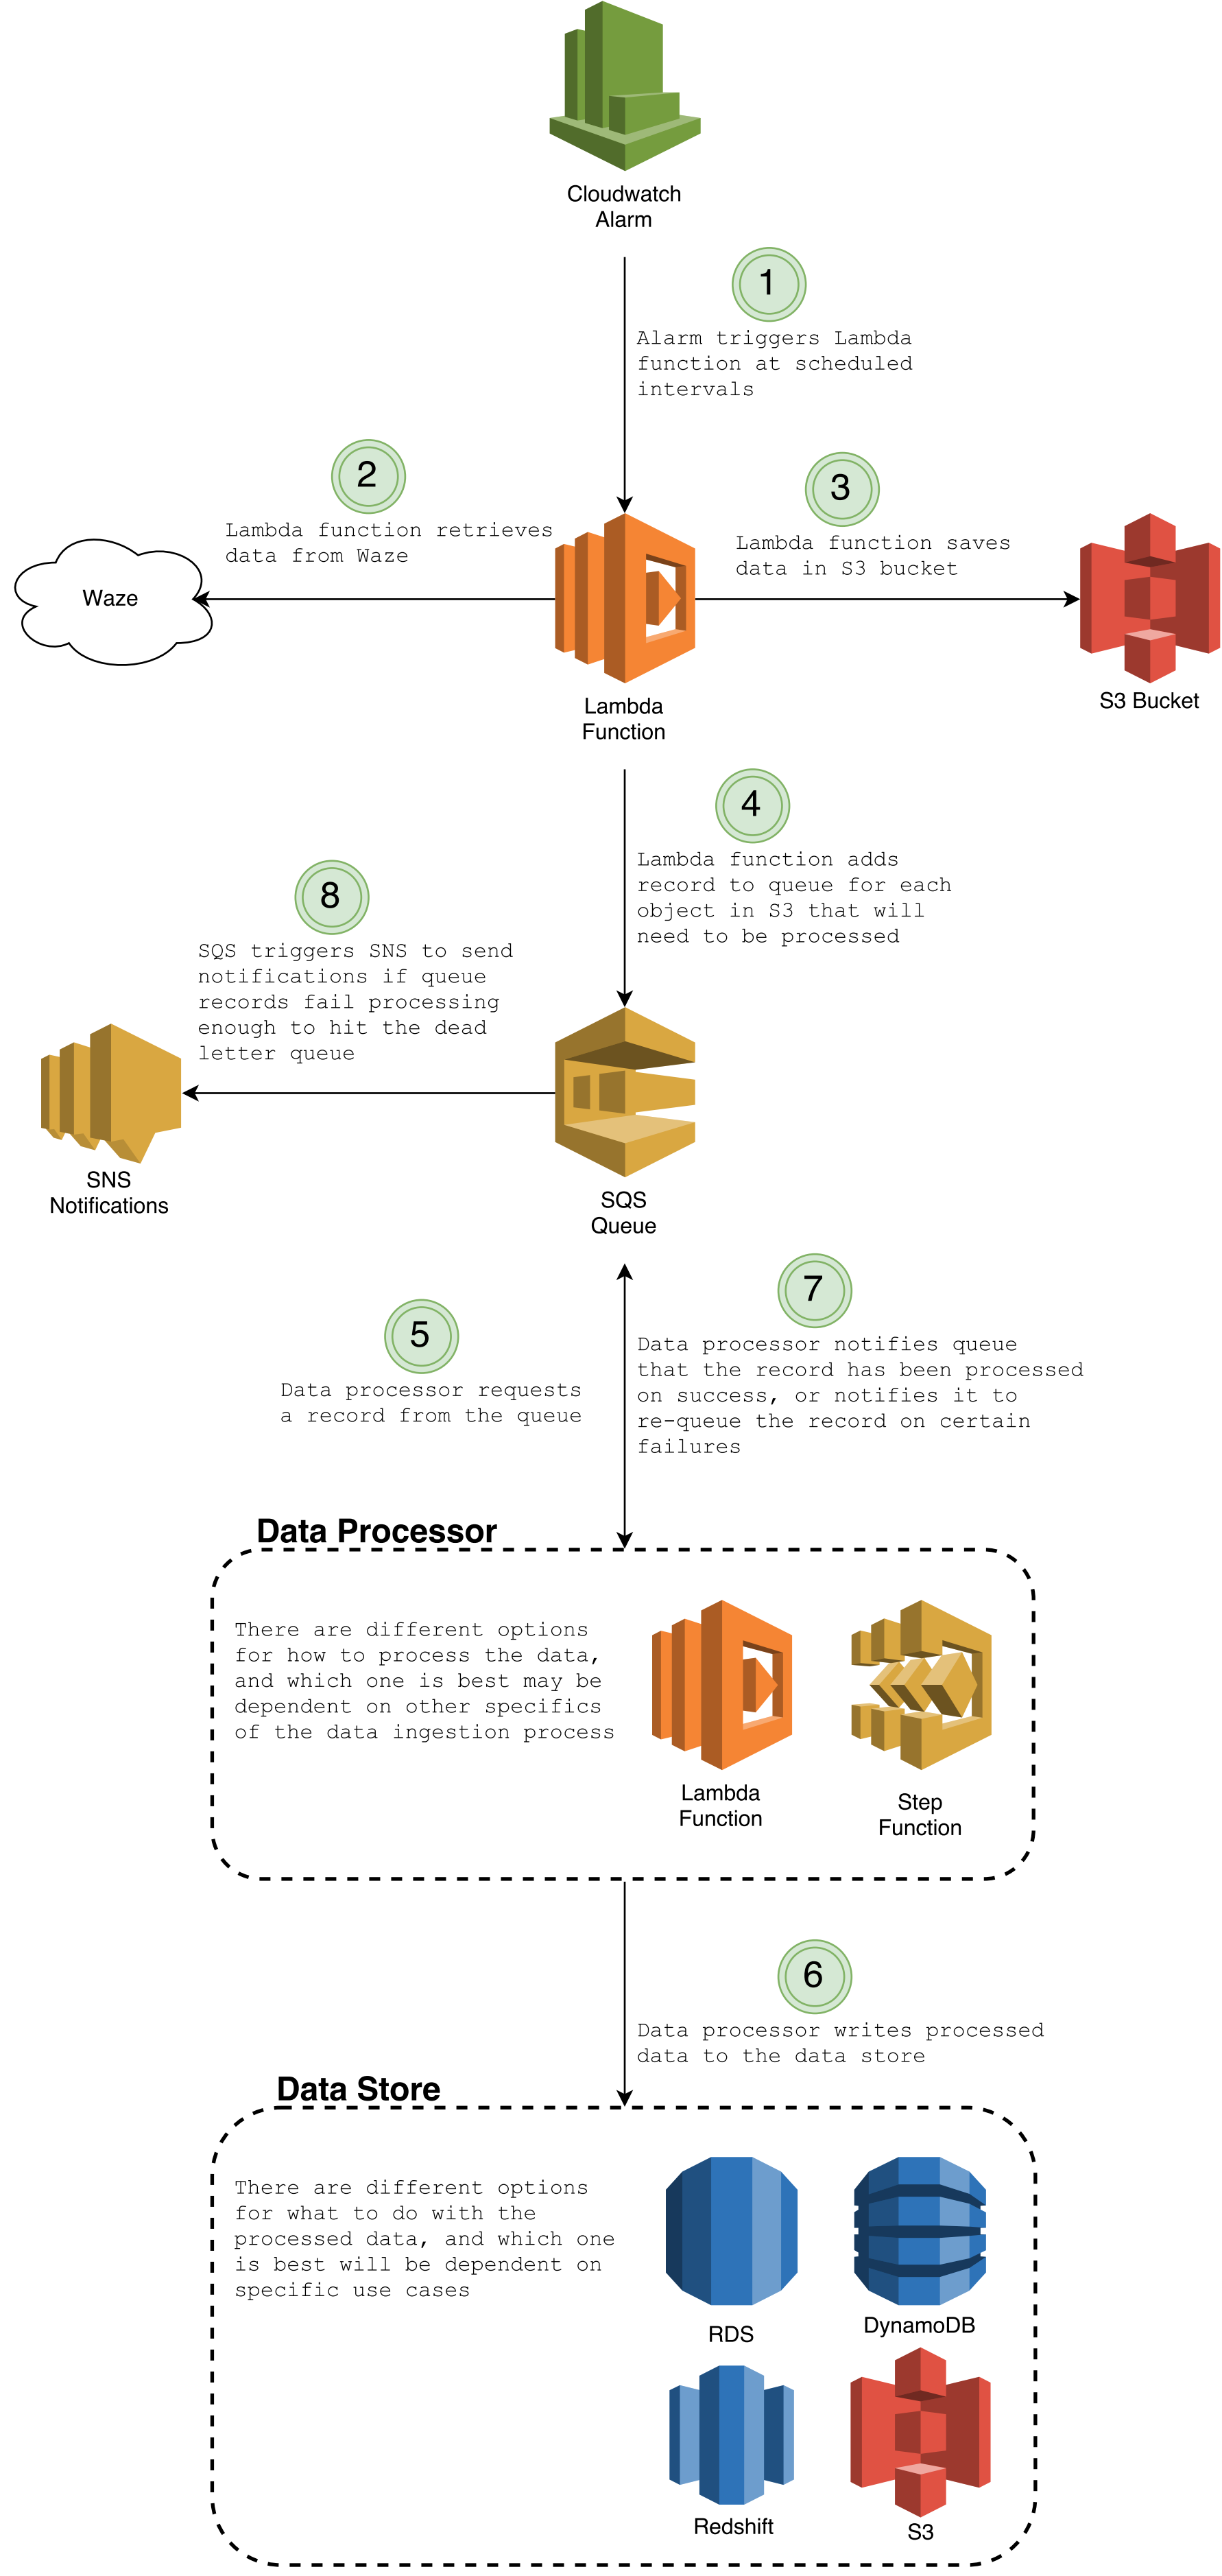 Cloudwatch
Alarm
1
Alarm triggers Lambda
function at scheduled
intervals
2
Lambda function retrieves
data from Waze
3
Lambda function saves
data in S3 bucket
Waze
Lambda
Function
S3 Bucket
4
Lambda function adds
record to queue for each
object in S3 that will
need to be processed
8
SQS triggers SNS to send
notifications if queue
records fail processing
enough to hit the dead
letter queue
SNS
Notifications
SQS
Queue
5
Data processor requests
a record from the queue
7
Data processor notifies queue
that the record has been processed
on success, or notifies it to
re-queue the record on certain
failures
Data Processor
There are different options
for how to process the data,
and which one is best may be
dependent on other specifics
of the data ingestion process
Lambda
Function
Step
Function
6
Data processor writes processed
data to the data store
Data Store
There are different options
for what to do with the
processed data, and which one
is best will be dependent on
specific use cases
RDS
DynamoDB
Redshift
S3